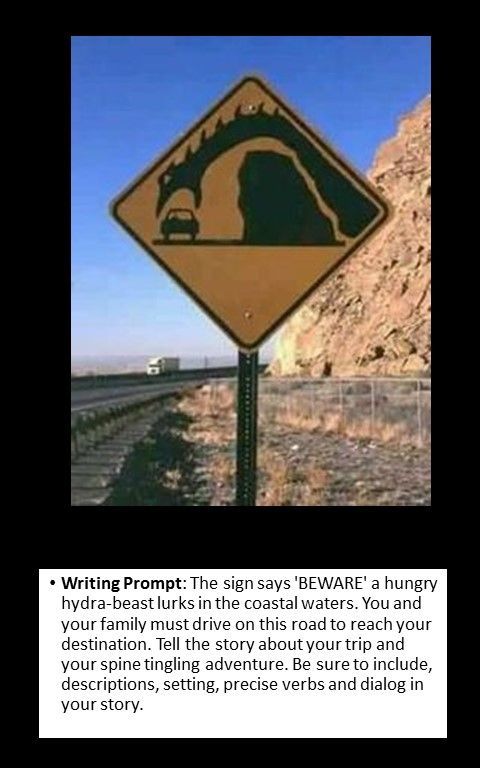 • Writing Prompt: The sign says 'BEWARE' a hungry
hydra-beast lurks in the coastal waters. You and
your family must drive on this road to reach your
destination. Tell the story about your trip and
your spine tingling adventure. Be sure to include,
descriptions, setting, precise verbs and dialog in
your story.